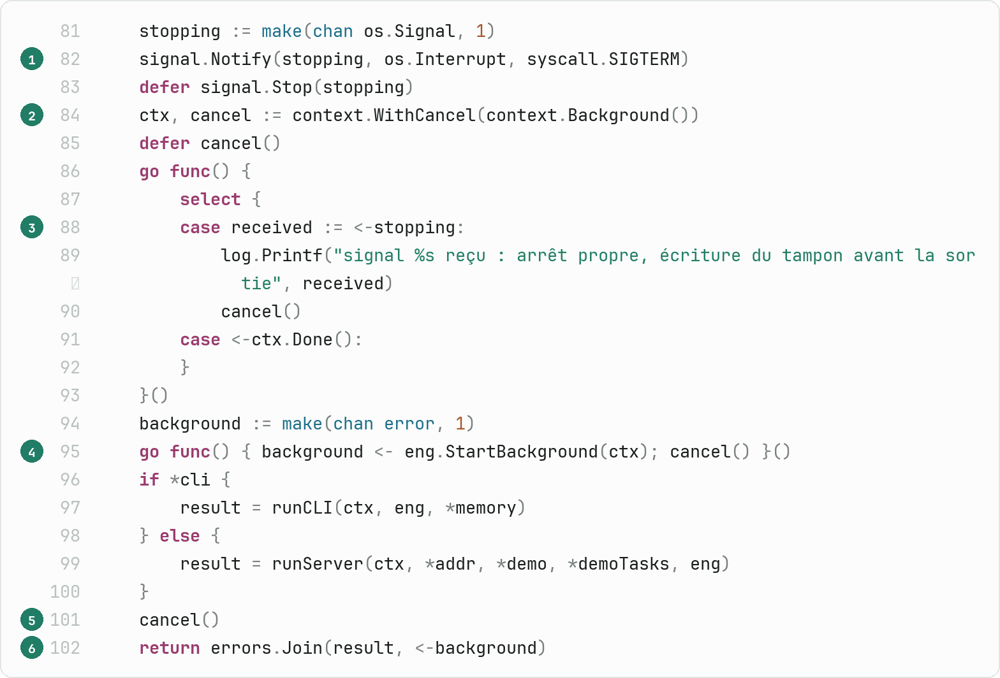 81 stopping := make(chan os.Signal, 1)
1 82 signal.Notify(stopping, os.Interrupt, syscall.SIGTERM)
83 defer signal.Stop(stopping)
2 84 ctx, cancel := context.WithCancel(context.Background())
85 defer cancel()
86 go func() {
87     select {
3 88     case received := <-stopping:
89         log.Printf("signal %s reçu : arrêt propre, écriture du tampon avant la sor
          tie", received)
90         cancel()
91     case <-ctx.Done():
92     }
93 }()
94 background := make(chan error, 1)
4 95 go func() { background <- eng.StartBackground(ctx); cancel() }()
96 if *cli {
97     result = runCLI(ctx, eng, *memory)
98 } else {
99     result = runServer(ctx, *addr, *demo, *demoTasks, eng)
100 }
5 101 cancel()
6 102 return errors.Join(result, <-background)